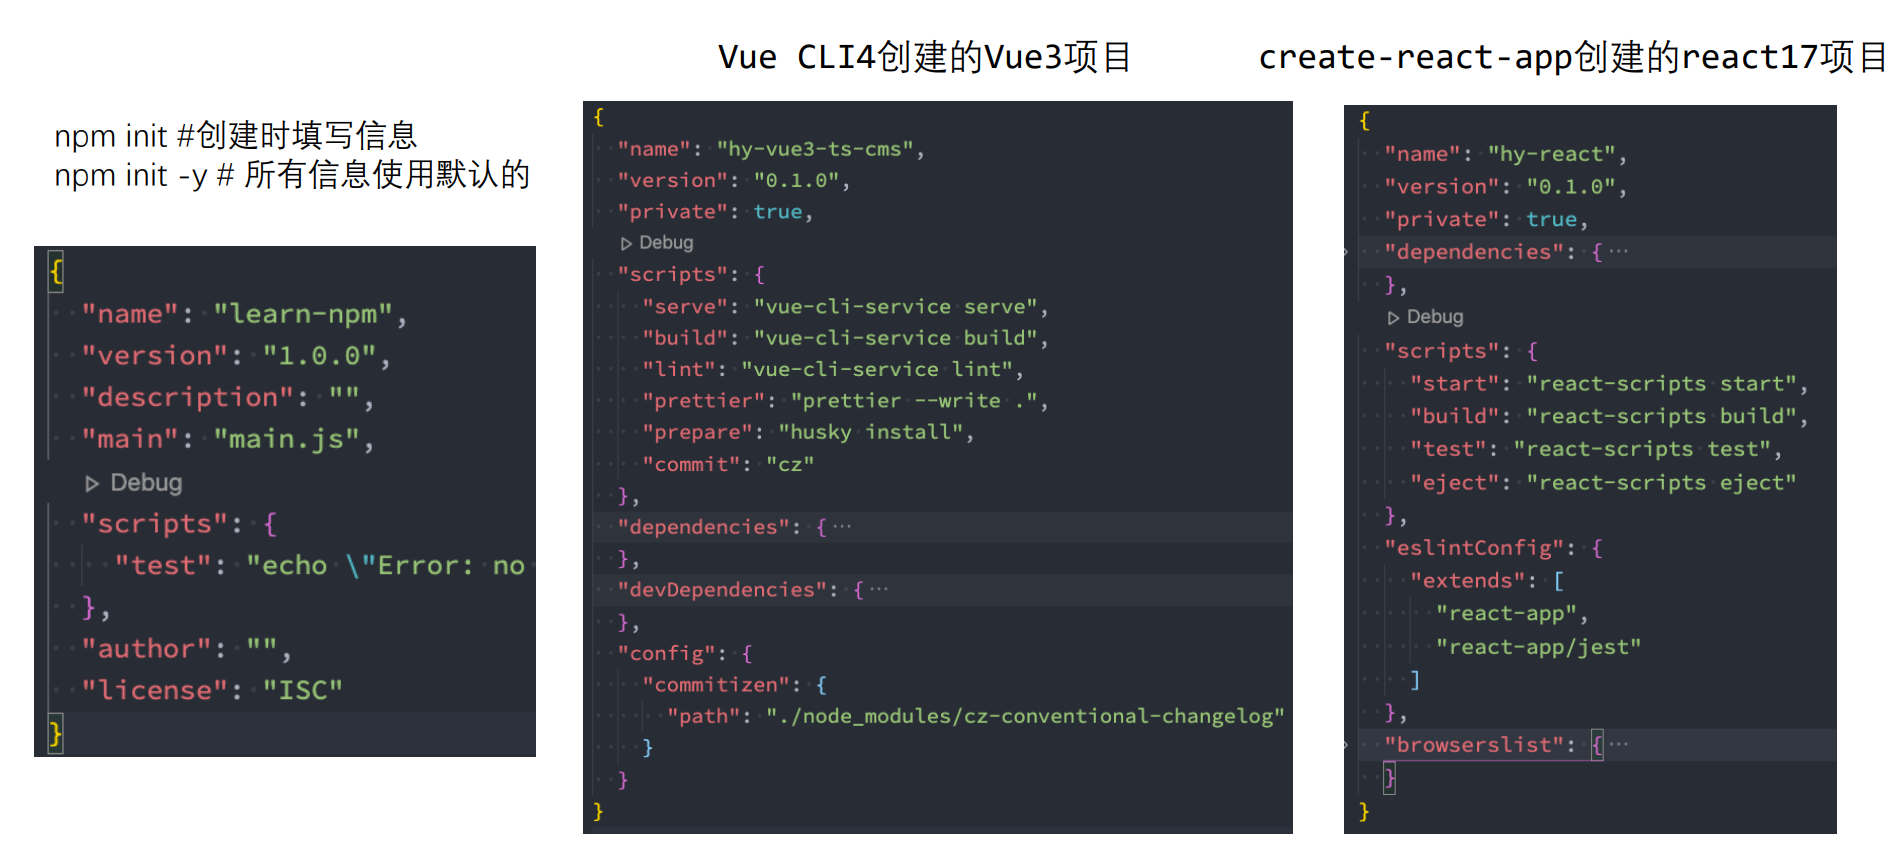 npm init #创建时填写信息
npm init -y # 所有信息使用默认的
{
"name": "learn-npm",
"version": "1.0.0",
"description": "",
"main": "main.js",
Debug
"scripts": {
"test": "echo \"Error: no
},
"author": "",
"license": "ISC"
}
Vue CLI4创建的Vue3项目
{
"name": "hy-vue3-ts-cms",
"version": "0.1.0",
"private": true,
Debug
"scripts": {
"serve": "vue-cli-service serve",
"build": "vue-cli-service build",
"lint": "vue-cli-service lint",
"prettier": "prettier --write .",
"prepare": "husky install",
"commit": "cz"
},
"dependencies": { ···
},
"devDependencies": { ···
},
"config": {
"commitizen": {
"path": "./node_modules/cz-conventional-changelog"
}
}
}
create-react-app创建的react17项目
{
"name": "hy-react",
"version": "0.1.0",
"private": true,
"dependencies": { ···
},
Debug
"scripts": {
"start": "react-scripts start",
"build": "react-scripts build",
"test": "react-scripts test",
"eject": "react-scripts eject"
},
"eslintConfig": {
"extends": [
"react-app",
"react-app/jest"
]
},
"browserslist": { ···
}
}